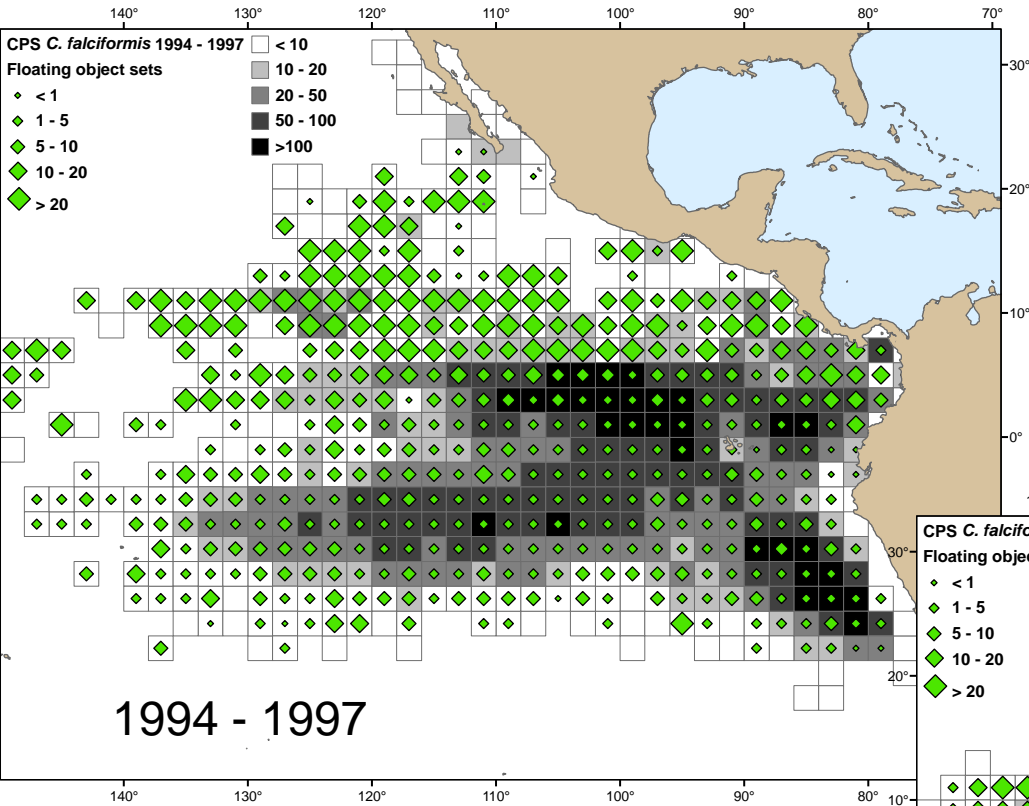 140° 130° 120° 110° 100° 90° 80° 70°
CPS C. falciformis 1994 - 1997
Floating object sets
< 1
1 - 5
5 - 10
10 - 20
> 20
< 10
10 - 20
20 - 50
50 - 100
>100
30°
20°
10°
0°
CPS C. falcifo
Floating objec
< 1
1 - 5
5 - 10
10 - 20
> 20
30°
20°
10°
1994 - 1997
140° 130° 120° 110° 100° 90° 80°